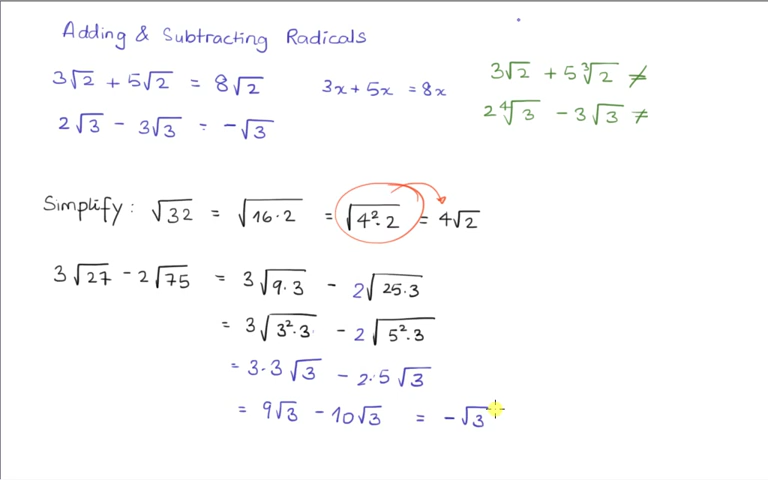 Adding & Subtracting Radicals
3√2 + 5√2 = 8√2
3x + 5x = 8x
3√2 + 5∛2 ≠
2√3 - 3√3 = -√3
2∜3 - 3√3 ≠
Simplify: √32 = √16·2 = √4²·2 = 4√2
3√27 - 2√75 = 3√9·3 - 2√25·3
= 3√3²·3 - 2√5²·3
= 3·3√3 - 2·5√3
= 9√3 - 10√3 = -√3